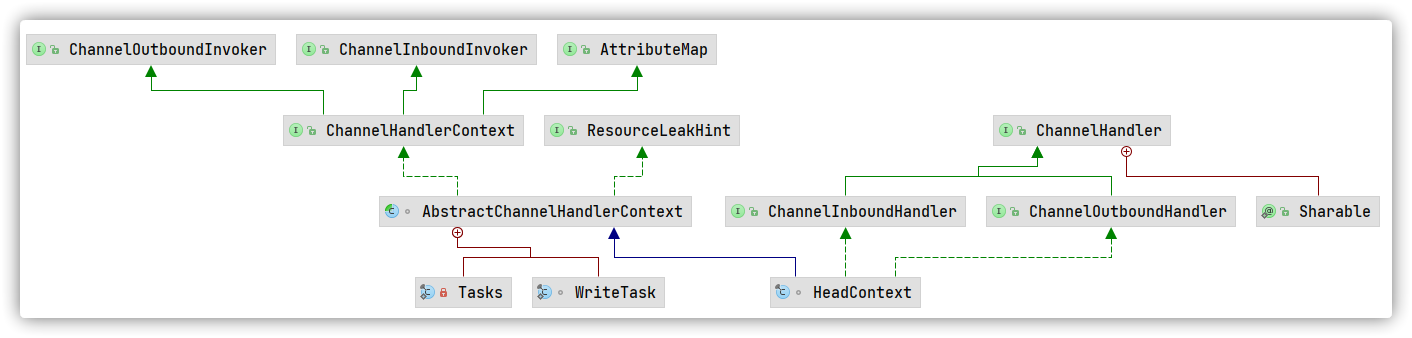 ChannelOutboundInvoker
ChannelInboundInvoker
AttributeMap
ChannelHandlerContext
ResourceLeakHint
ChannelHandler
AbstractChannelHandlerContext
ChannelInboundHandler
ChannelOutboundHandler
Sharable
Tasks
WriteTask
HeadContext